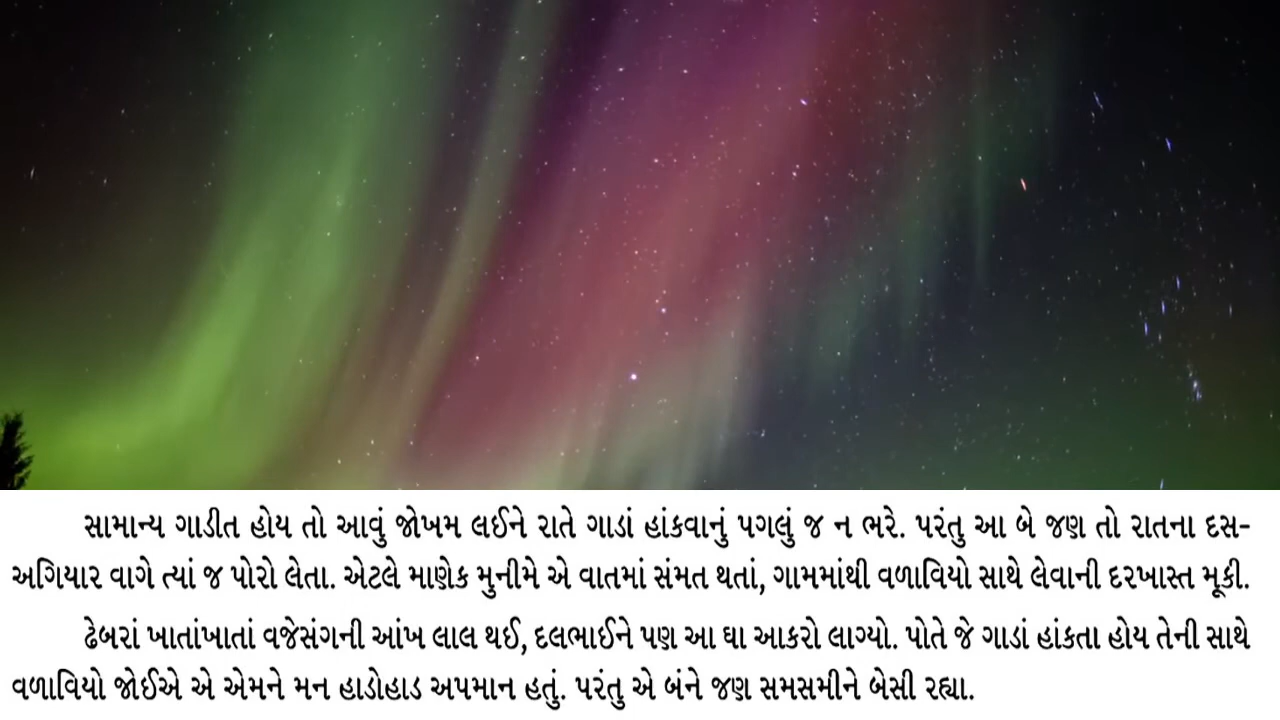 સામાન્ય ગાડીત હોય તો આવું જોખમ લઈને રાતે ગાડાં હાંકવાનું પગલું જ ન ભરે. પરંતુ આ બે જણ તો રાતના દસ-
અગિયાર વાગે ત્યાં જ પોરો લેતા. એટલે માણેક મુનીમે એ વાતમાં સંમત થતાં, ગામમાંથી વળાવિયો સાથે લેવાની દરખાસ્ત મૂકી.
ઢેબરાં ખાતાંખાતાં વજેસંગની આંખ લાલ થઈ, દલભાઈને પણ આ ઘા આકરો લાગ્યો. પોતે જે ગાડાં હાંકતા હોય તેની સાથે
વળાવિયો જોઈએ એ એમને મન હાડોહાડ અપમાન હતું. પરંતુ એ બંને જણ સમસમીને બેસી રહ્યા.